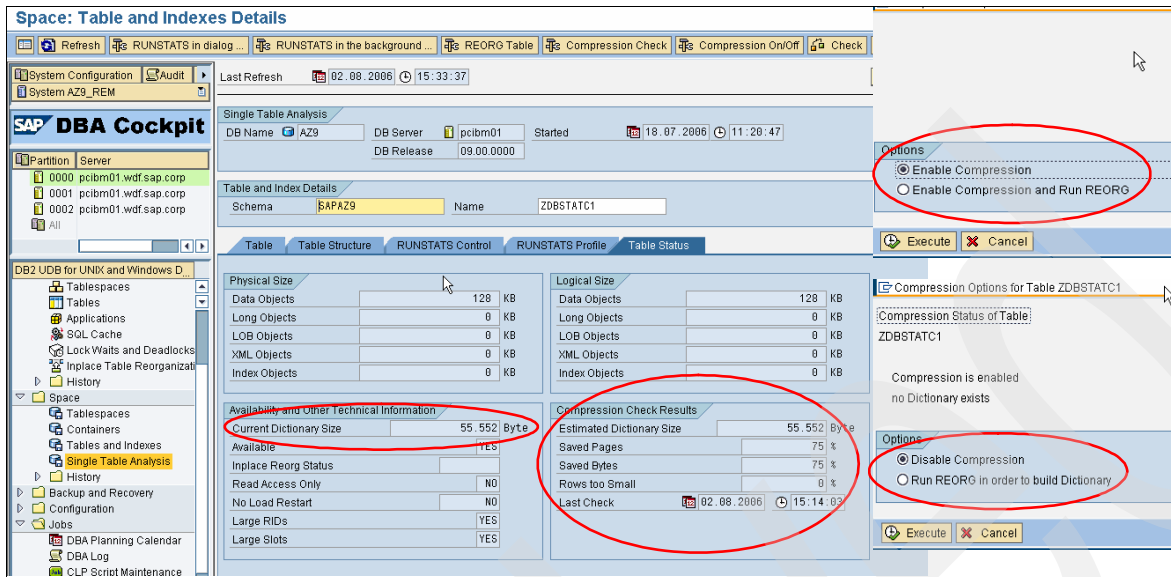 Space: Table and Indexes Details
Refresh RUNSTATS in dialog ... RUNSTATS in the background ... REORG Table Compression Check Compression On/Off Check
System Configuration Audit
System AZ9_REM
SAP DBA Cockpit
Partition Server
0000 pcibm01.wdf.sap.corp
0001 pcibm01.wdf.sap.corp
0002 pcibm01.wdf.sap.corp
All
DB2 UDB for UNIX and Windows D...
Tablespaces
Tables
Applications
SQL Cache
Lock Waits and Deadlocks
Inplace Table Reorganizati
History
Space
Tablespaces
Containers
Tables and Indexes
Single Table Analysis
History
Backup and Recovery
Configuration
Jobs
DBA Planning Calendar
DBA Log
CLP Script Maintenance
Last Refresh 02.08.2006 15:33:37
Single Table Analysis
DB Name AZ9 DB Server pcibm01 Started 18.07.2006 11:20:47
DB Release 09.00.0000
Table and Index Details
Schema SAPAZ9 Name ZDBSTATC1
Table Table Structure RUNSTATS Control RUNSTATS Profile Table Status
Physical Size
Data Objects 128 KB
Long Objects 0 KB
LOB Objects 0 KB
XML Objects 0 KB
Index Objects 0 KB
Logical Size
Data Objects 128 KB
Long Objects 0 KB
LOB Objects 0 KB
XML Objects 0 KB
Index Objects 0 KB
Availability and Other Technical Information
Current Dictionary Size 55.552 Byte
Available YES
Inplace Reorg Status
Read Access Only NO
No Load Restart NO
Large RIDs YES
Large Slots YES
Compression Check Results
Estimated Dictionary Size 55.552 Byte
Saved Pages 75 %
Saved Bytes 75 %
Rows too Small 0 %
Last Check 02.08.2006 15:14:03
Options
Enable Compression
Enable Compression and Run REORG
Execute Cancel
Compression Options for Table ZDBSTATC1
Compression Status of Table
ZDBSTATC1
Compression is enabled
no Dictionary exists
Options
Disable Compression
Run REORG in order to build Dictionary
Execute Cancel